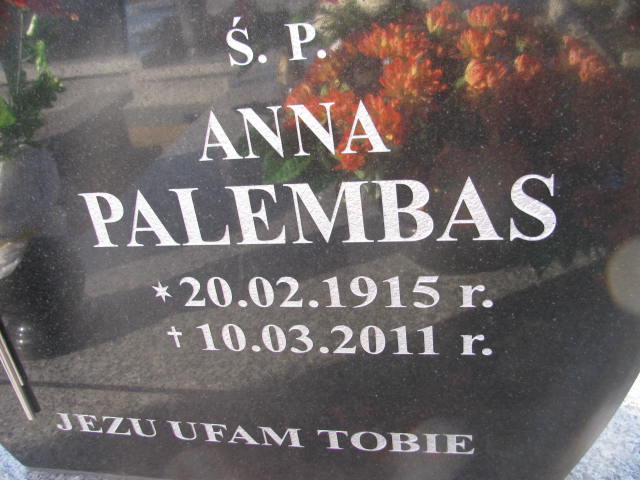 Ś. P.
ANNA
PALEMBAS
* 20.02.1915 r.
† 10.03.2011 r.
JEZU UFAM TOBIE